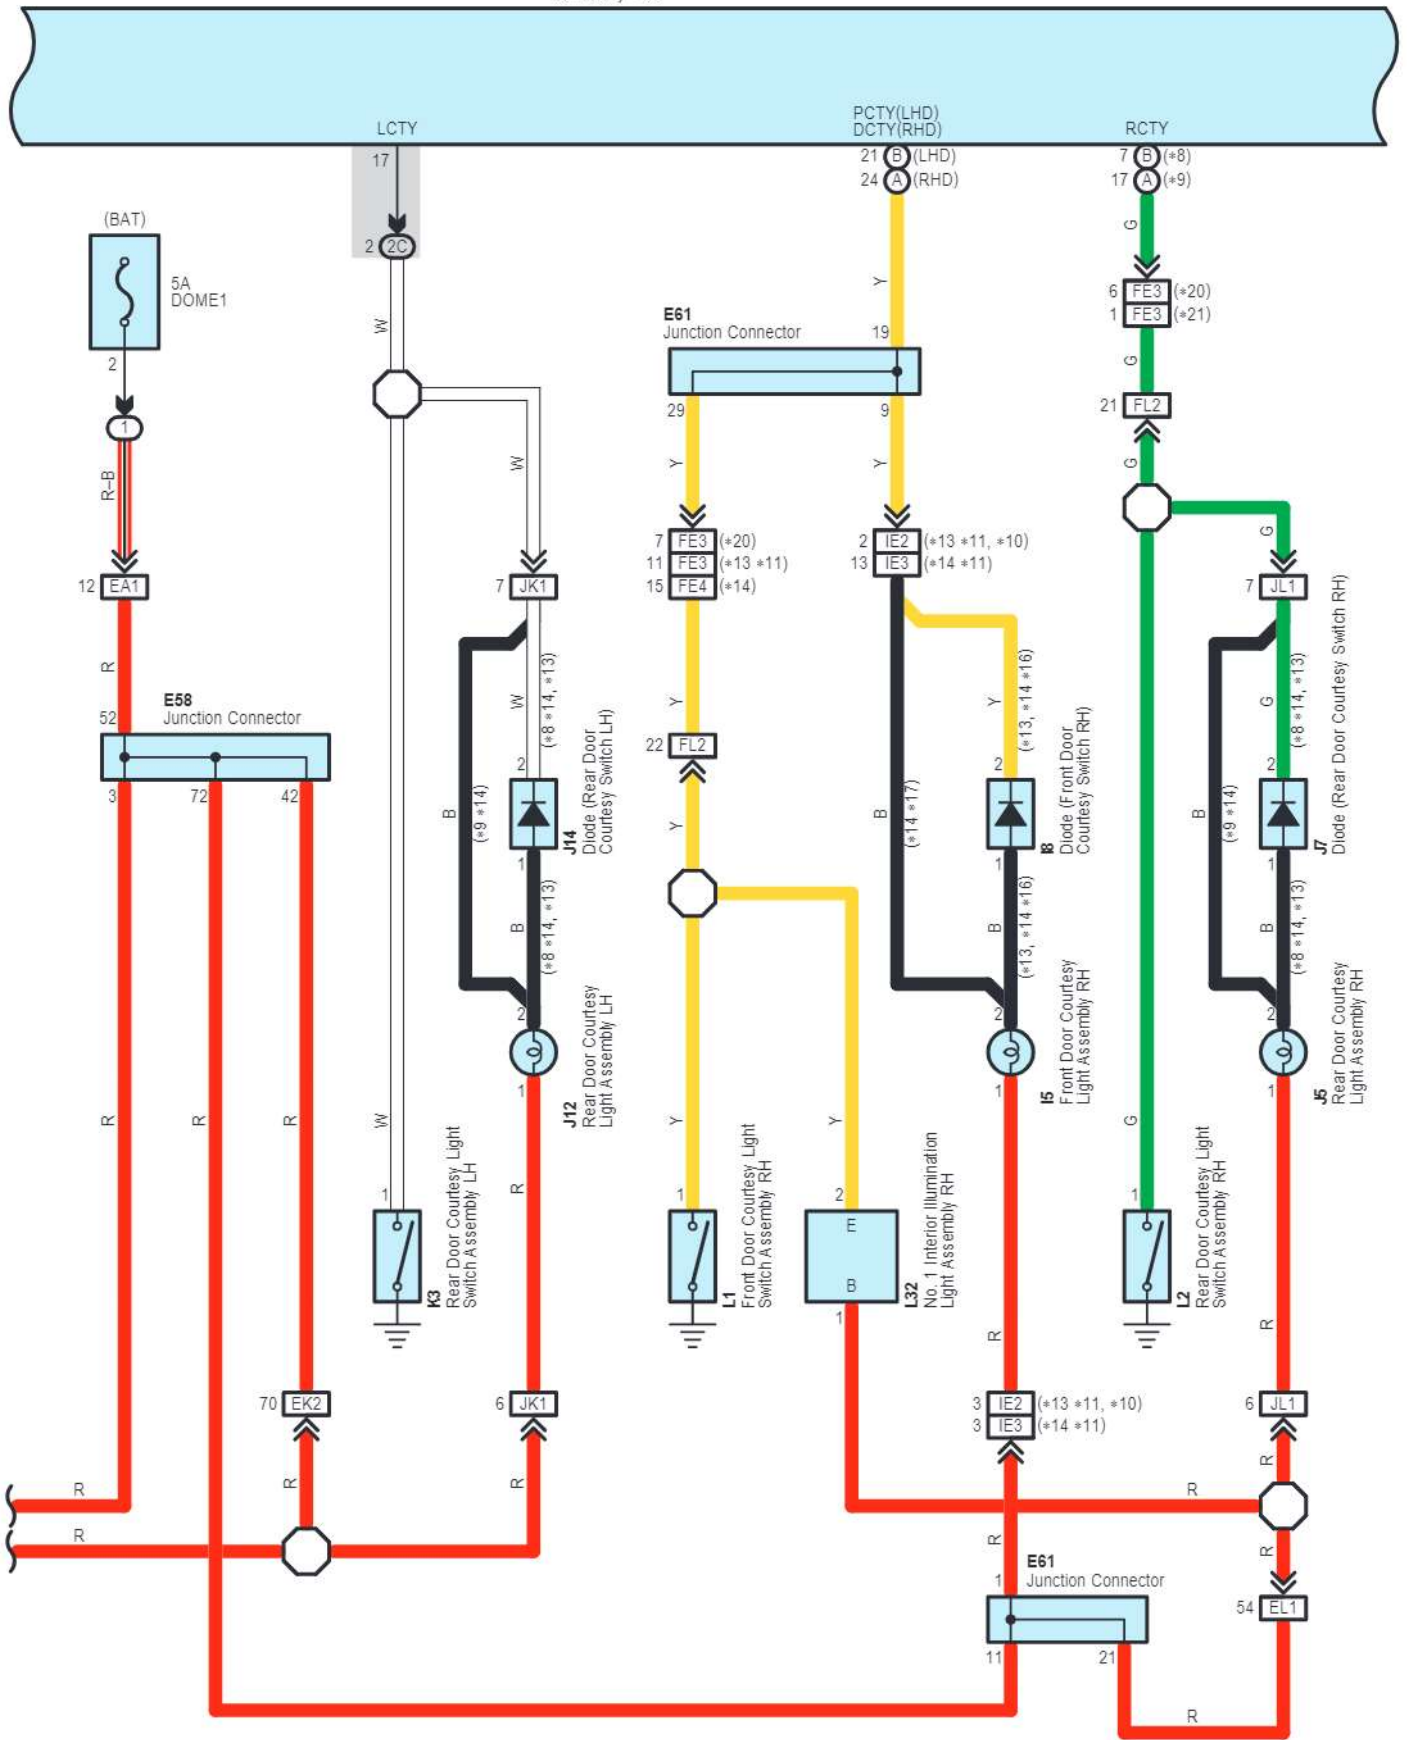 LCTY
PCTY(LHD)
DCTY(RHD)
RCTY
17
21 B (LHD)
24 A (RHD)
7 B (*8)
17 A (*9)
(BAT)
5A
DOME1
2
1
2 2C
W
Y
G
6 FE3 (*20)
1 FE3 (*21)
G
21 FL2
G
G
E61
Junction Connector
19
29
9
R-B
W
Y
Y
12 EA1
7 JK1
7 FE3 (*20)
11 FE3 (*13 *11)
15 FE4 (*14)
2 IE2 (*13 *11, *10)
13 IE3 (*14 *11)
7 JL1
R
E58
Junction Connector
52
3
72
42
W
(*8 *14, *13)
Y
22 FL2
Y
Y
(*13, *14 *16)
G
(*8 *14, *13)
B
(*9 *14)
2
J14
Diode (Rear Door
Courtesy Switch LH)
1
B
(*14 *17)
2
I8
Diode (Front Door
Courtesy Switch RH)
1
B
(*9 *14)
2
J7
Diode (Rear Door Courtesy Switch RH)
1
B
(*8 *14, *13)
B
(*13, *14 *16)
B
(*8 *14, *13)
2
J12
Rear Door Courtesy
Light Assembly LH
1
2
I5
Front Door Courtesy
Light Assembly RH
1
2
J5
Rear Door Courtesy
Light Assembly RH
1
R
R
R
W
R
Y
Y
G
1
K3
Rear Door Courtesy Light
Switch Assembly LH
1
L1
Front Door Courtesy Light
Switch Assembly RH
2
E
B
1
L32
No. 1 Interior Illumination
Light Assembly RH
1
L2
Rear Door Courtesy Light
Switch Assembly RH
R
R
70 EK2
6 JK1
3 IE2 (*13 *11, *10)
3 IE3 (*14 *11)
6 JL1
R
R
R
R
R
R
R
R
E61
Junction Connector
1
11
21
54 EL1
R